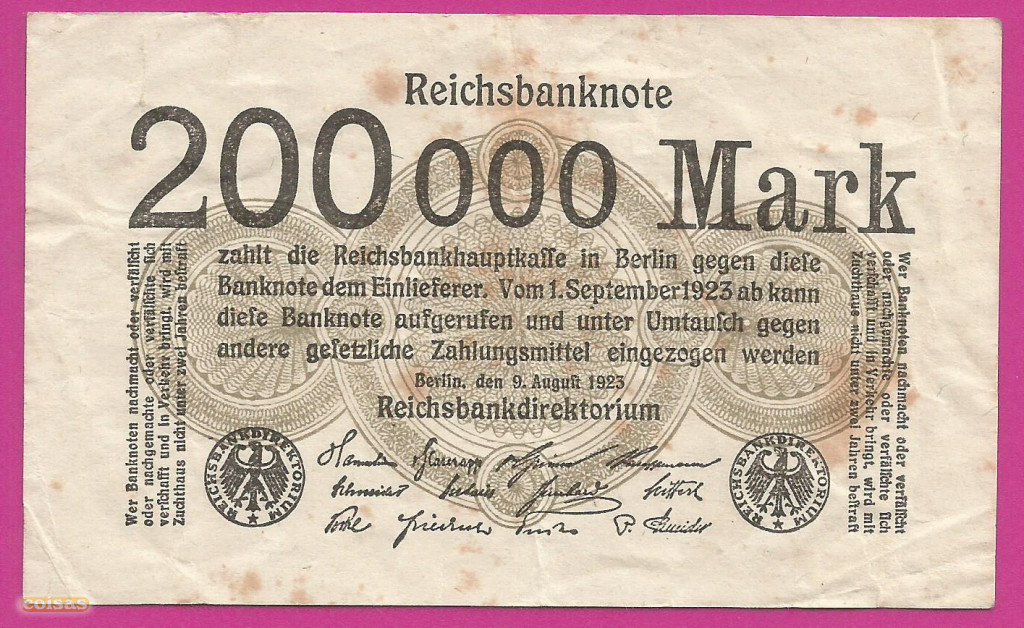 Reichsbanknote
200000 Mark
zahlt die Reichsbankhauptkaſſe in Berlin gegen dieſe
Banknote dem Einlieferer. Vom 1. September 1923 ab kann
dieſe Banknote aufgerufen und unter Umtauſch gegen
andere geſetzliche Zahlungsmittel eingezogen werden
Berlin, den 9. Auguſt 1923
Reichsbankdirektorium
Wer Banknoten nachmacht oder verfälſcht
oder nachgemachte oder verfälſchte ſich
verſchafft und in Verkehr bringt, wird mit
Zuchthaus nicht unter zwei Jahren beſtraft
Wer Banknoten nachmacht oder verfälſcht
oder nachgemachte oder verfälſchte ſich
verſchafft und in Verkehr bringt, wird mit
Zuchthaus nicht unter zwei Jahren beſtraft
REICHSBANKDIREKTORIUM
REICHSBANKDIREKTORIUM
Schneider
coisas